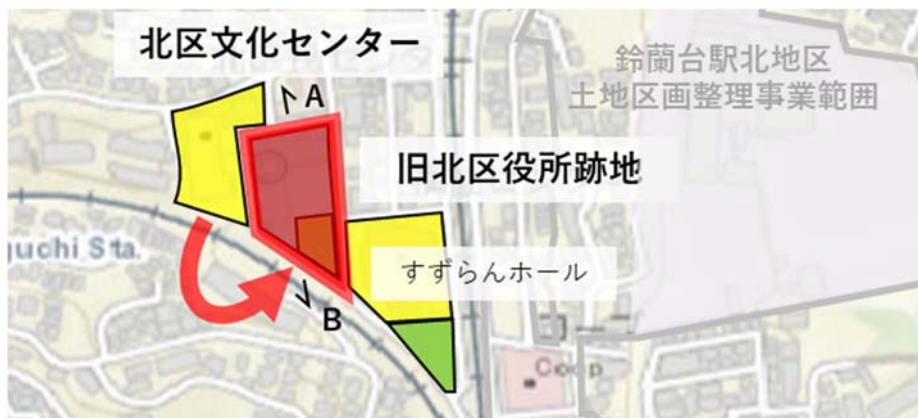 北区文化センター
鈴蘭台駅北地区
土地区画整理事業範囲
A
旧北区役所跡地
guchi Sta.
すずらんホール
B